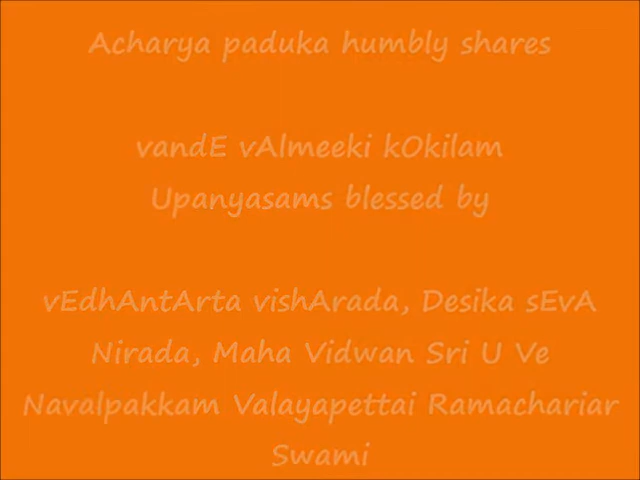 Acharya paduka humbly shares
vandE vAlmeeki kOkilam
Upanyasams blessed by
vEdhAntArta vishArada, Desika sEvA
Nirada, Maha Vidwan Sri U Ve
Navalpakkam Valayapettai Ramachariar
Swami